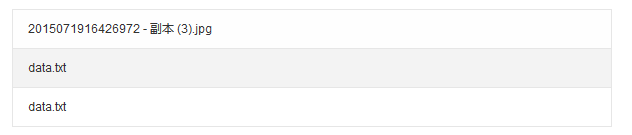 2015071916426972 - 副本 (3).jpg
data.txt
data.txt